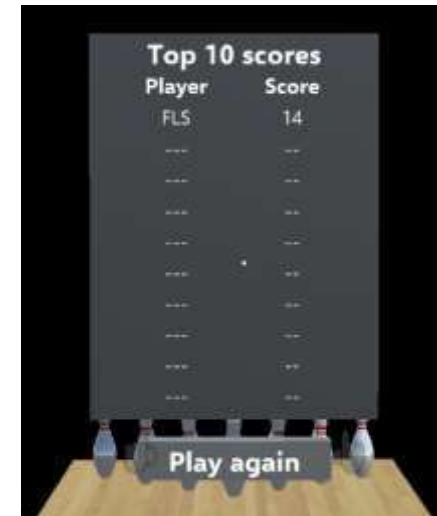 Top 10 scores
Player Score
FLS 14
--- --
--- --
--- --
--- --
--- --
--- --
--- --
--- --
--- --
Play again